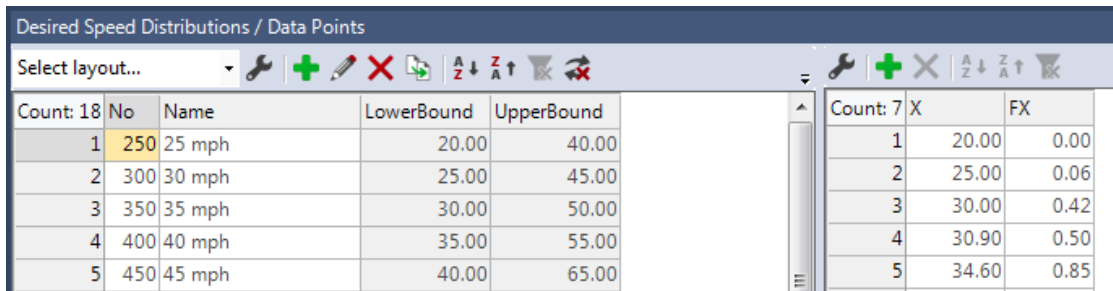 Desired Speed Distributions / Data Points
Select layout...
Count: 18 No Name LowerBound UpperBound
1 250 25 mph 20.00 40.00
2 300 30 mph 25.00 45.00
3 350 35 mph 30.00 50.00
4 400 40 mph 35.00 55.00
5 450 45 mph 40.00 65.00
Count: 7 X FX
1 20.00 0.00
2 25.00 0.06
3 30.00 0.42
4 30.90 0.50
5 34.60 0.85